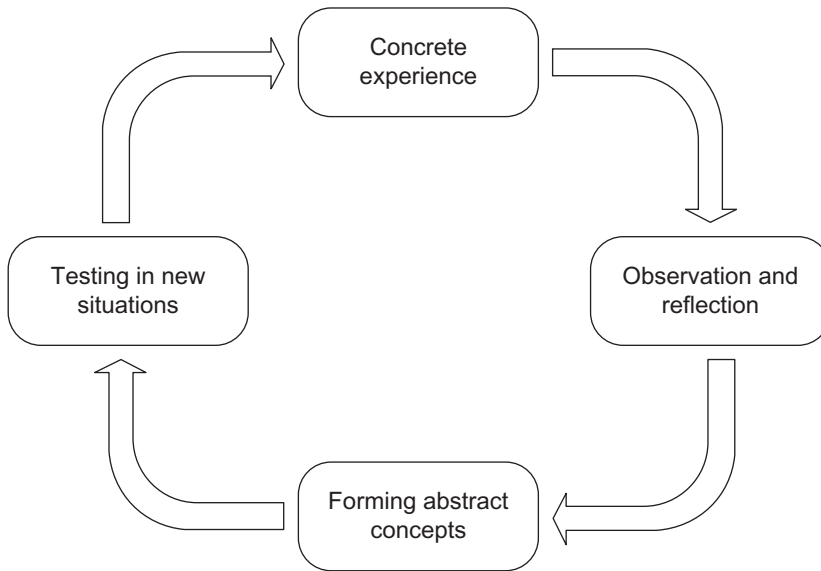 Concrete
experience
Observation and
reflection
Forming abstract
concepts
Testing in new
situations